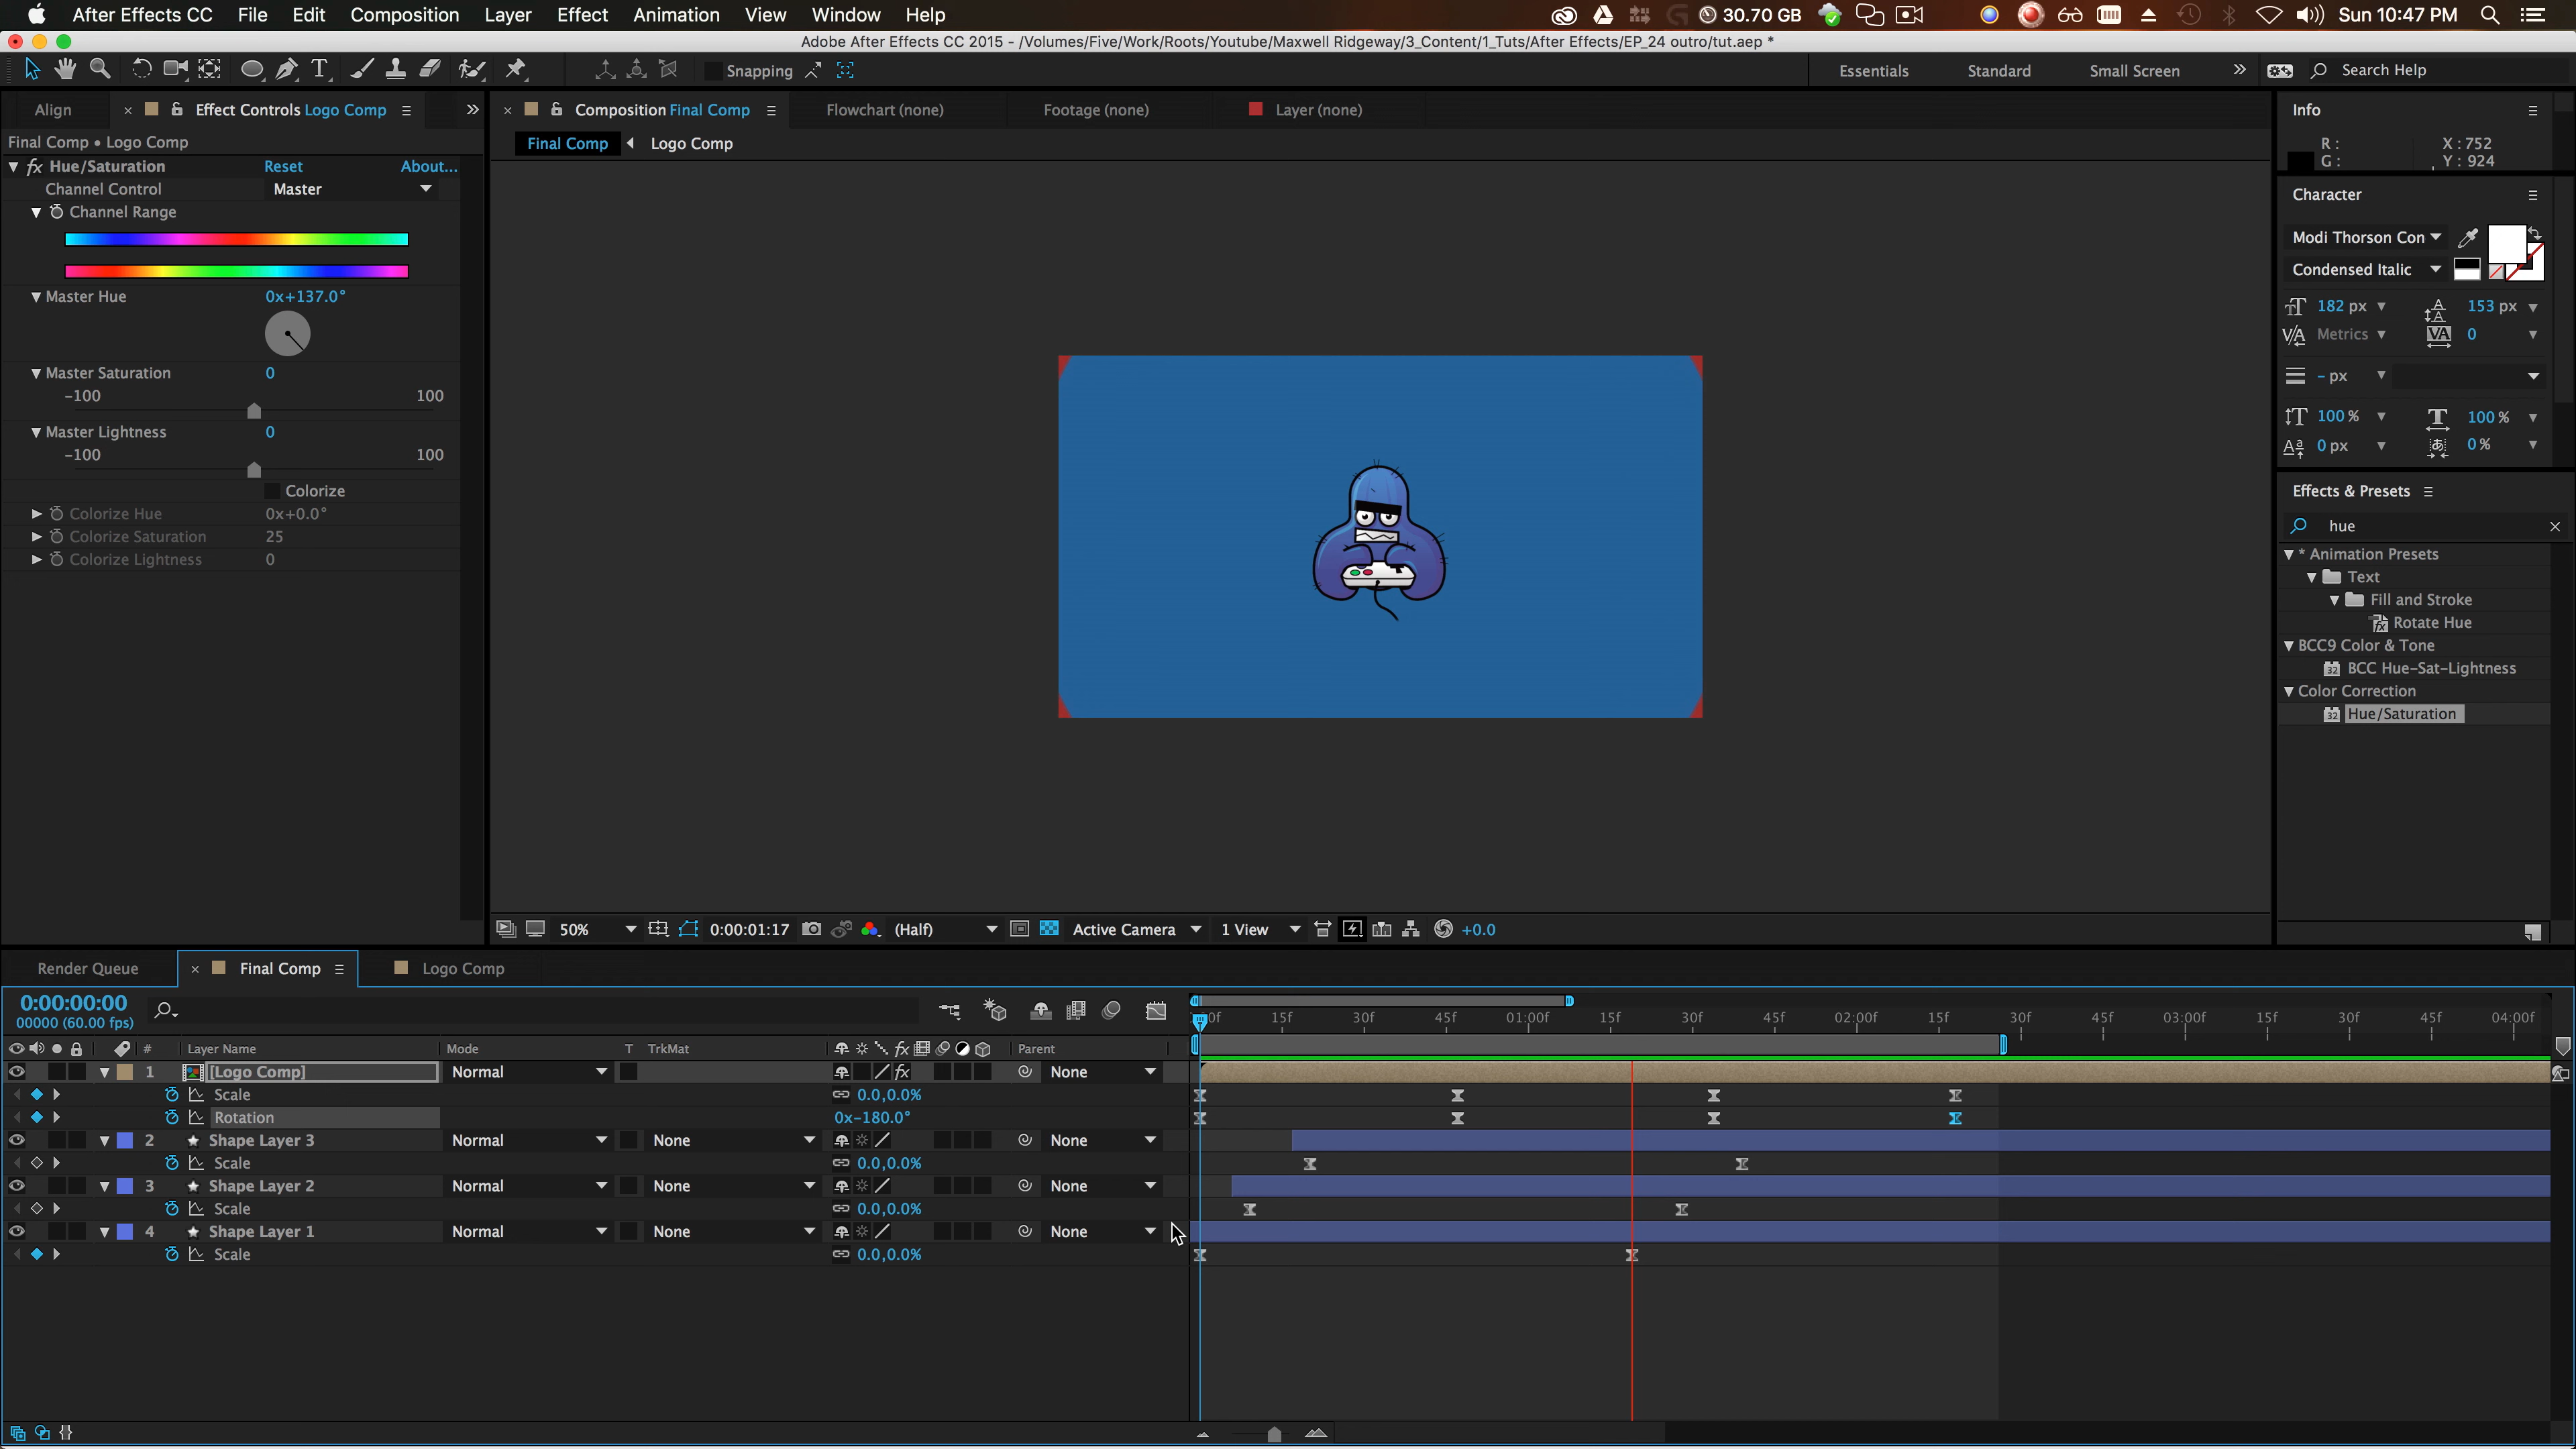 After Effects CC File Edit Composition Layer Effect Animation View Window Help 30.70 GB Sun 10:47 PM
Adobe After Effects CC 2015 - /Volumes/Five/Work/Roots/Youtube/Maxwell Ridgeway/3_Content/1_Tuts/After Effects/EP_24 outro/tut.aep *
Snapping Essentials Standard Small Screen Search Help
Align Effect Controls Logo Comp Composition Final Comp Flowchart (none) Footage (none) Layer (none) Info
Final Comp • Logo Comp Final Comp Logo Comp R: X: 752
G: Y: 924
fx Hue/Saturation Reset About...
Channel Control Master
Channel Range
Master Hue 0x+137.0°
Master Saturation 0
-100 100
Master Lightness 0
-100 100
Colorize
Colorize Hue 0x+0.0°
Colorize Saturation 25
Colorize Lightness 0
Character
Modi Thorson Con
Condensed Italic
182 px 153 px
Metrics 0
- px
100% 100%
0 px 0%
Effects & Presets
hue
* Animation Presets
Text
Fill and Stroke
Rotate Hue
BCC9 Color & Tone
BCC Hue-Sat-Lightness
Color Correction
Hue/Saturation
50% 0:00:01:17 (Half) Active Camera 1 View +0.0
Render Queue Final Comp Logo Comp
0:00:00:00
00000 (60.00 fps)
0f 15f 30f 45f 01:00f 15f 30f 45f 02:00f 15f 30f 45f 03:00f 15f 30f 45f 04:00f
# Layer Name Mode T TrkMat fx Parent
1 [Logo Comp] Normal fx None
Scale 0.0,0.0%
Rotation 0x-180.0°
2 Shape Layer 3 Normal None None
Scale 0.0,0.0%
3 Shape Layer 2 Normal None None
Scale 0.0,0.0%
4 Shape Layer 1 Normal None None
Scale 0.0,0.0%